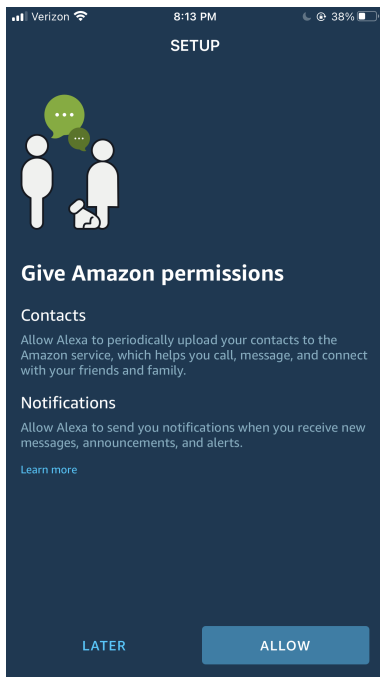 Verizon 8:13 PM 38%
SETUP
Give Amazon permissions
Contacts
Allow Alexa to periodically upload your contacts to the
Amazon service, which helps you call, message, and connect
with your friends and family.
Notifications
Allow Alexa to send you notifications when you receive new
messages, announcements, and alerts.
Learn more
LATER ALLOW